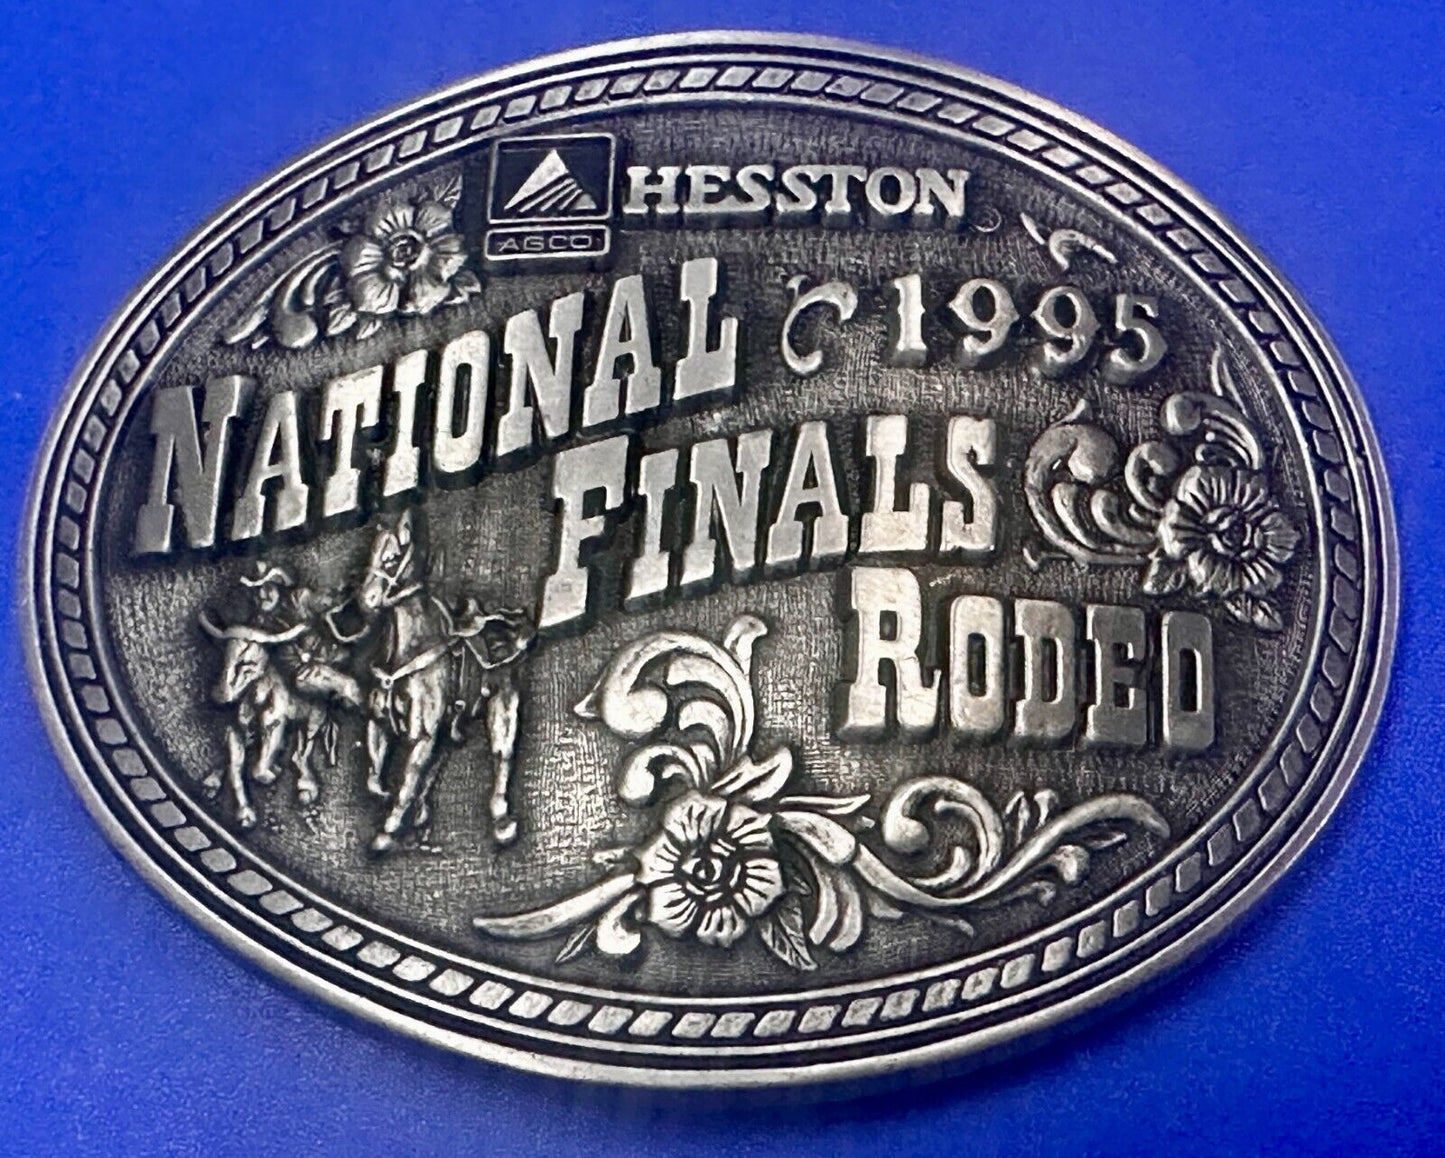 HESSTON
AGCO
NATIONAL 1995
FINALS
RODEO